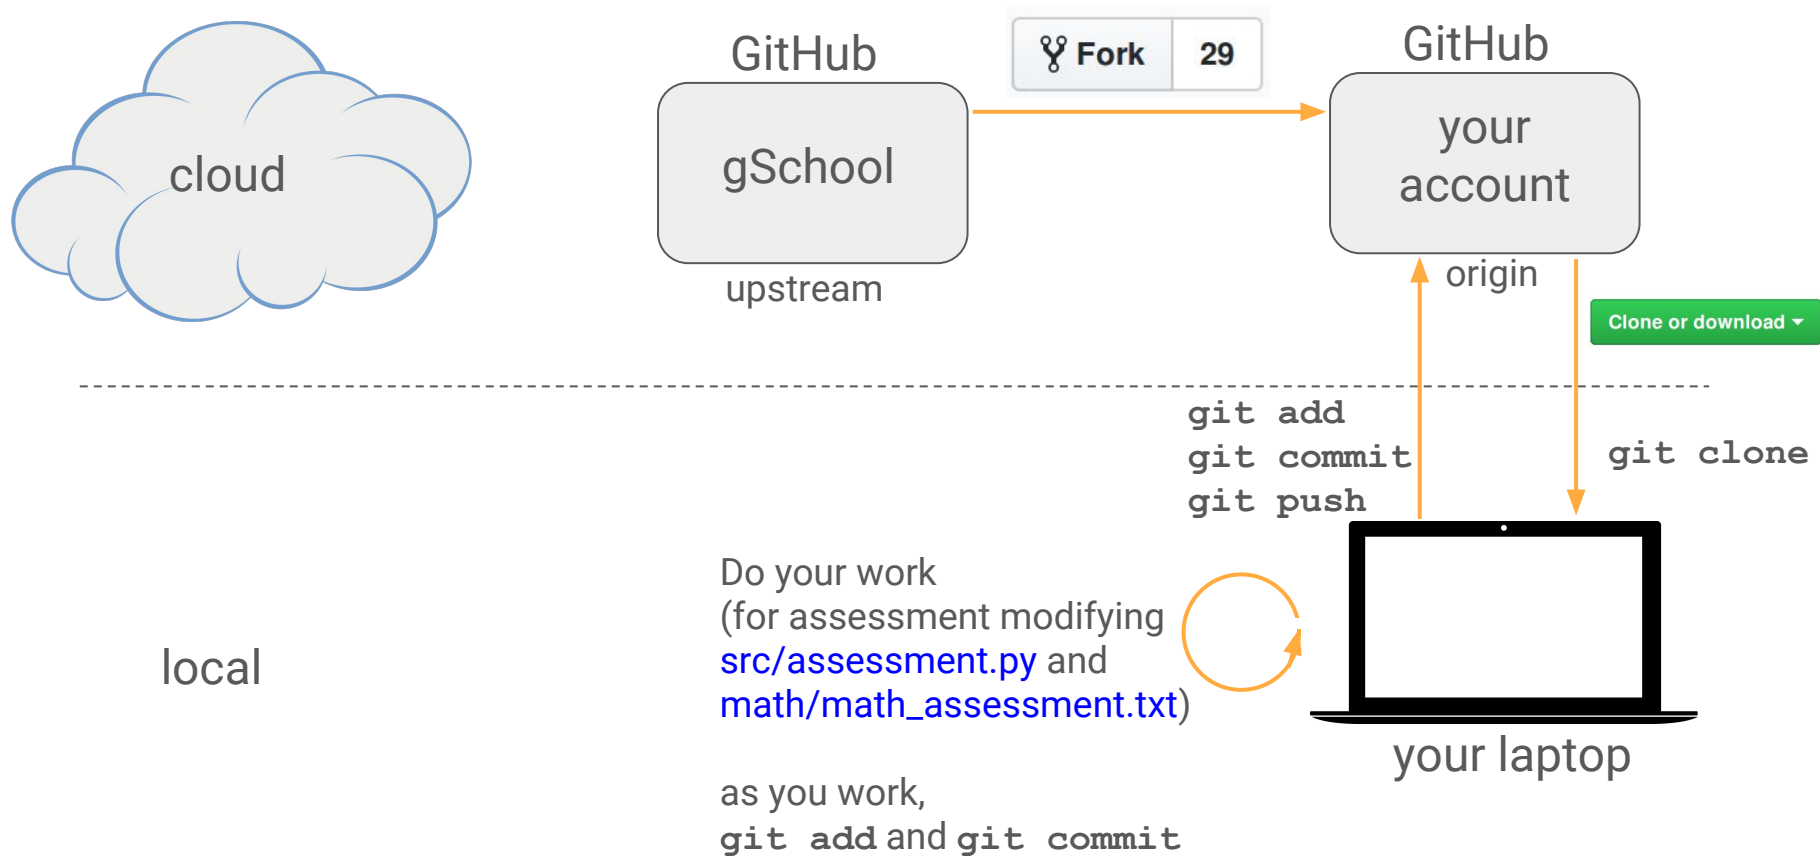 GitHub
Fork 29
GitHub
cloud
gSchool
your
account
upstream
origin
Clone or download
git add
git commit
git push
git clone
Do your work
(for assessment modifying
src/assessment.py and
math/math_assessment.txt)
local
your laptop
as you work,
git add and git commit